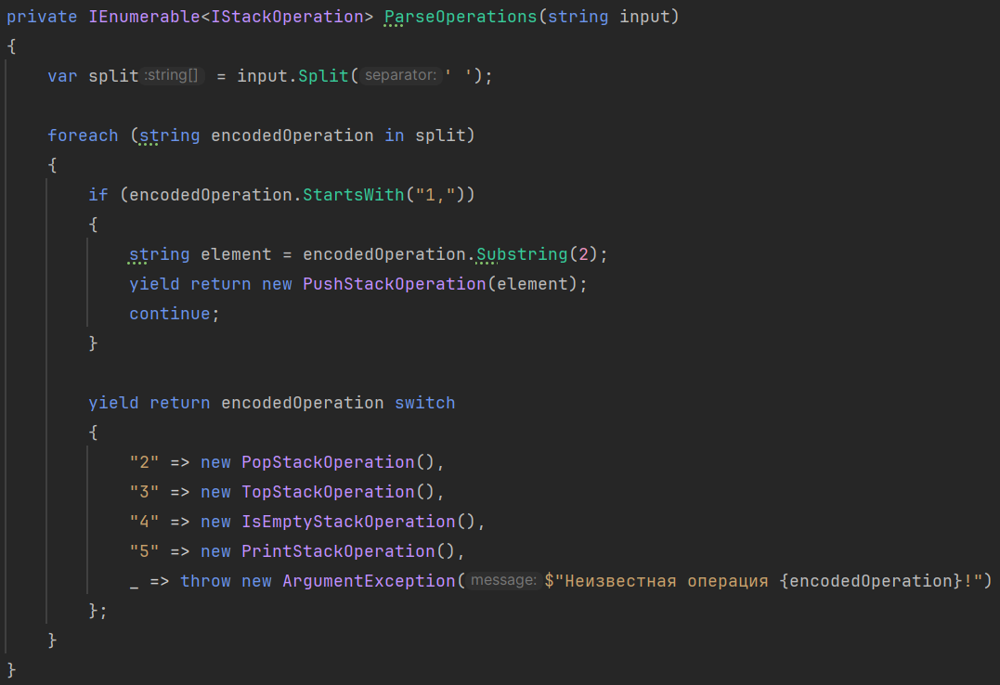 private IEnumerable<IStackOperation> ParseOperations(string input)
{
    var split :string[] = input.Split( separator: ' ');

    foreach (string encodedOperation in split)
    {
        if (encodedOperation.StartsWith("1,"))
        {
            string element = encodedOperation.Substring(2);
            yield return new PushStackOperation(element);
            continue;
        }

        yield return encodedOperation switch
        {
            "2" => new PopStackOperation(),
            "3" => new TopStackOperation(),
            "4" => new IsEmptyStackOperation(),
            "5" => new PrintStackOperation(),
            _ => throw new ArgumentException( message: $"Неизвестная операция {encodedOperation}!")
        };
    }
}